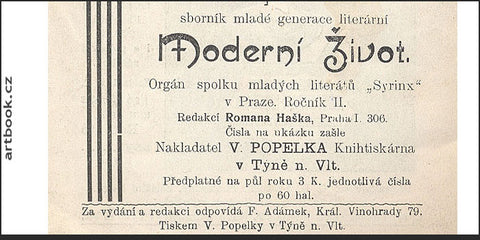 sborník mladé generace literární
Moderní Život.
Orgán spolku mladých literátů „Syrinx“
v Praze. Ročník II.
Redakcí Romana Haška, Praha I. 306.
Čísla na ukázku zašle
Nakladatel V. POPELKA Knihtiskárna
v Týně n. Vlt.
Předplatné na půl roku 3 K. jednotlivá čísla
po 60 hal.
Za vydání a redakci odpovídá F. Adámek, Král. Vinohrady 79.
Tiskem V. Popelky v Týně n. Vlt.
artbook.cz